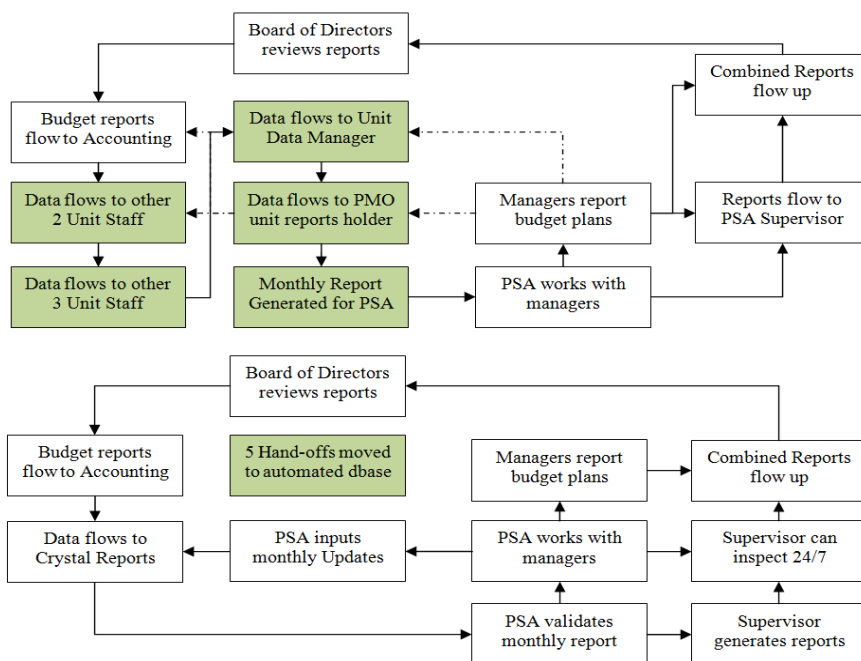 Board of Directors
reviews reports
Combined Reports
flow up
Budget reports
flow to Accounting
Data flows to Unit
Data Manager
Data flows to other
2 Unit Staff
Data flows to PMO
unit reports holder
Managers report
budget plans
Reports flow to
PSA Supervisor
Data flows to other
3 Unit Staff
Monthly Report
Generated for PSA
PSA works with
managers
Board of Directors
reviews reports
Budget reports
flow to Accounting
5 Hand-offs moved
to automated dbase
Managers report
budget plans
Combined Reports
flow up
Data flows to
Crystal Reports
PSA inputs
monthly Updates
PSA works with
managers
Supervisor can
inspect 24/7
PSA validates
monthly report
Supervisor
generates reports